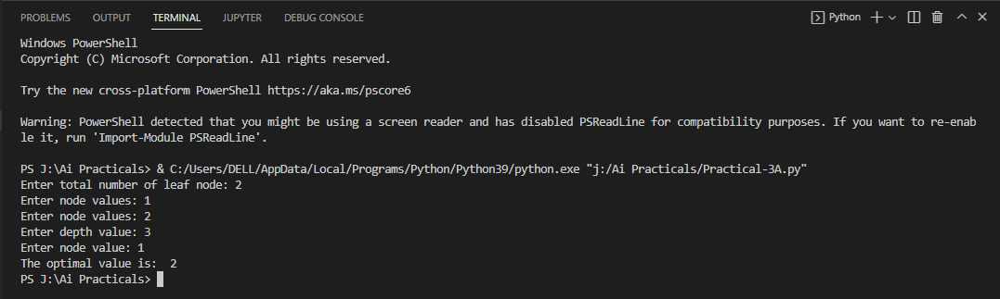 PROBLEMS OUTPUT TERMINAL JUPYTER DEBUG CONSOLE Python
Windows PowerShell
Copyright (C) Microsoft Corporation. All rights reserved.
Try the new cross-platform PowerShell https://aka.ms/pscore6
Warning: PowerShell detected that you might be using a screen reader and has disabled PSReadLine for compatibility purposes. If you want to re-enab
le it, run 'Import-Module PSReadLine'.
PS J:\Ai Practicals> & C:/Users/DELL/AppData/Local/Programs/Python/Python39/python.exe "j:/Ai Practicals/Practical-3A.py"
Enter total number of leaf node: 2
Enter node values: 1
Enter node values: 2
Enter depth value: 3
Enter node value: 1
The optimal value is:  2
PS J:\Ai Practicals>